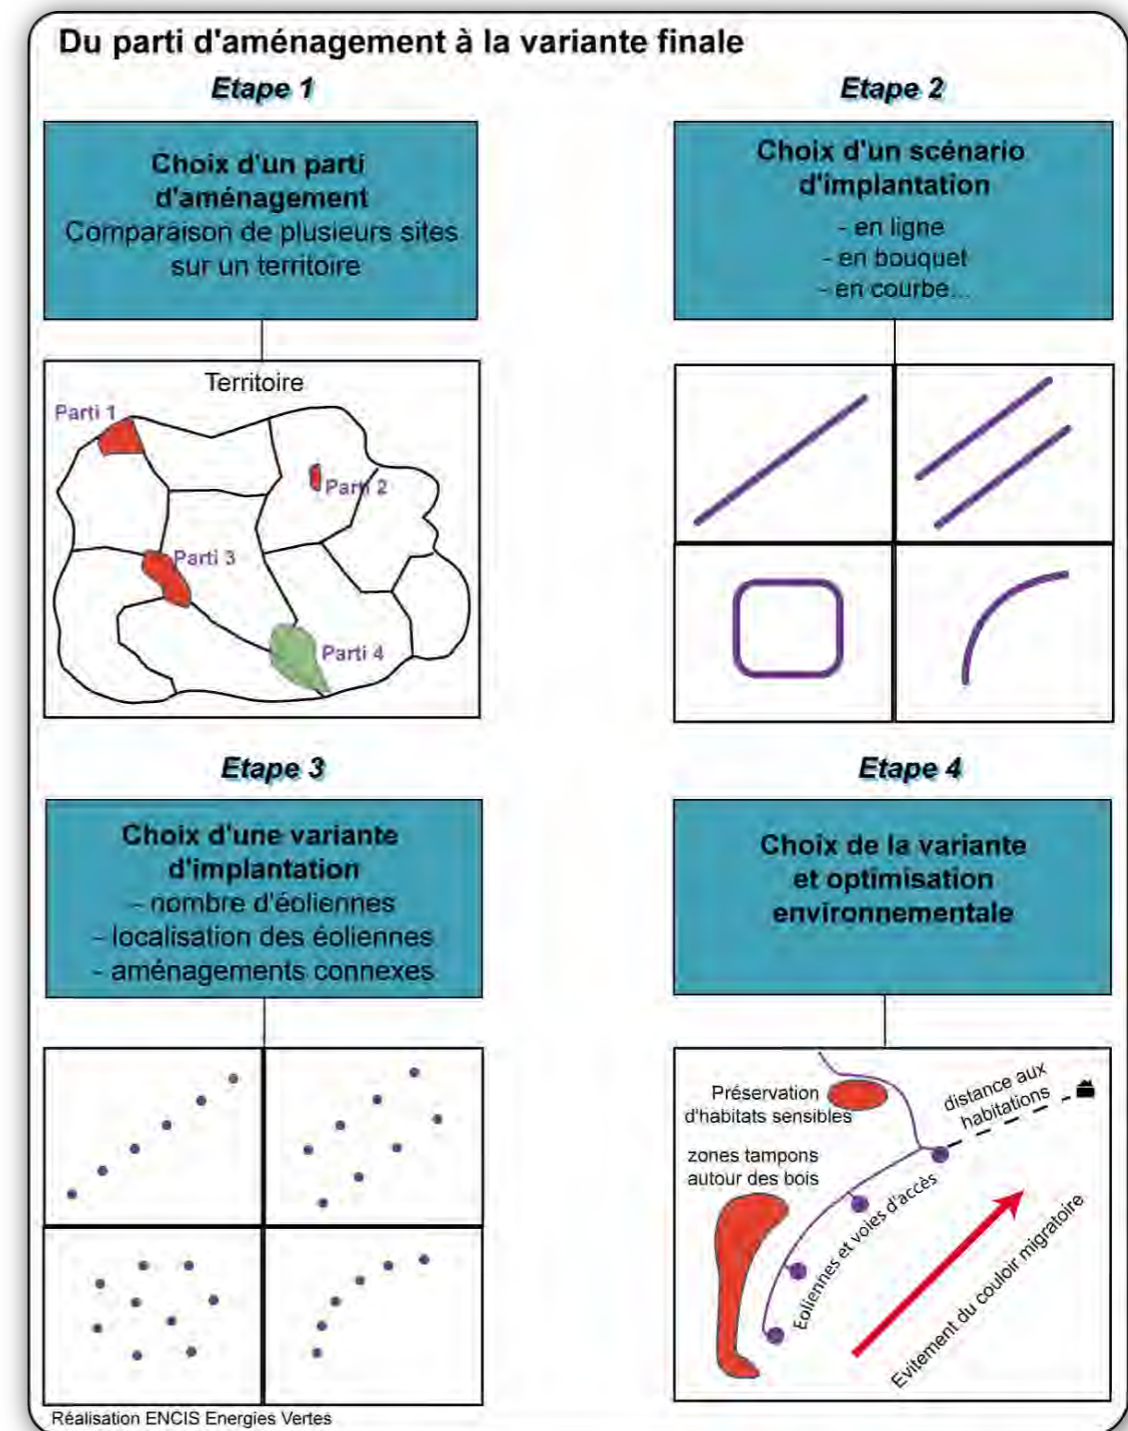 Du parti d'aménagement à la variante finale
Etape 1
Choix d'un parti
d'aménagement
Comparaison de plusieurs sites
sur un territoire
Territoire
Parti 1
Parti 2
Parti 3
Parti 4
Etape 2
Choix d'un scénario
d'implantation
- en ligne
- en bouquet
- en courbe...
Etape 3
Choix d'une variante
d'implantation
- nombre d'éoliennes
- localisation des éoliennes
- aménagements connexes
Etape 4
Choix de la variante
et optimisation
environnementale
Préservation
d'habitats sensibles
distance aux
habitations
zones tampons
autour des bois
Eoliennes et voies d'accès
Evitement du couloir migratoire
Réalisation ENCIS Energies Vertes